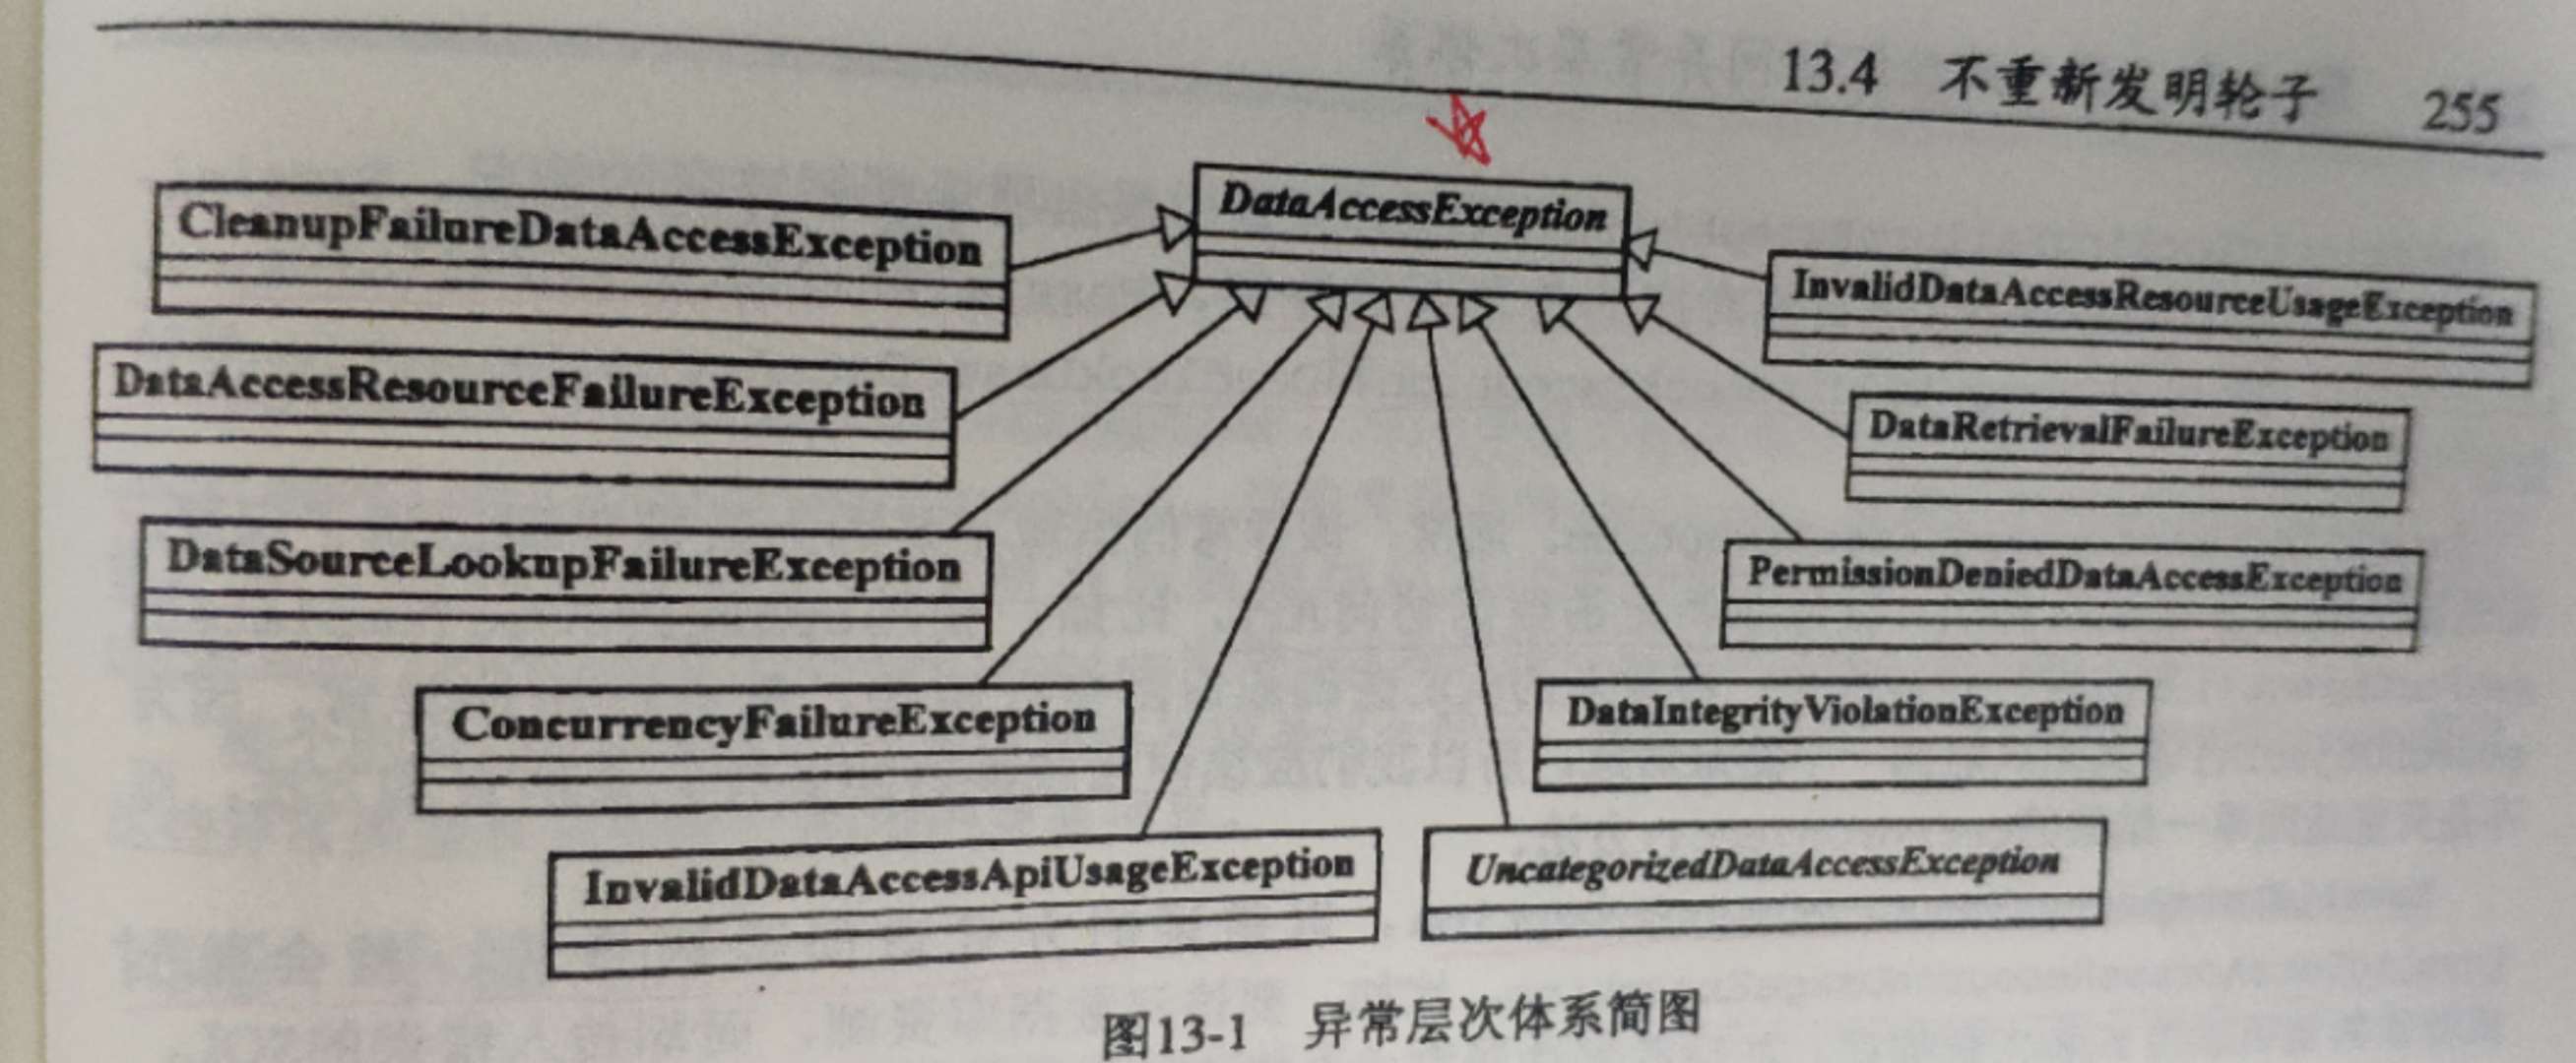 13.4 不重新发明轮子 255
DataAccessException
CleanupFailureDataAccessException
InvalidDataAccessResourceUsageException
DataAccessResourceFailureException
DataRetrievalFailureException
DataSourceLookupFailureException
PermissionDeniedDataAccessException
ConcurrencyFailureException
DataIntegrityViolationException
InvalidDataAccessApiUsageException
UncategorizedDataAccessException
图13-1 异常层次体系简图